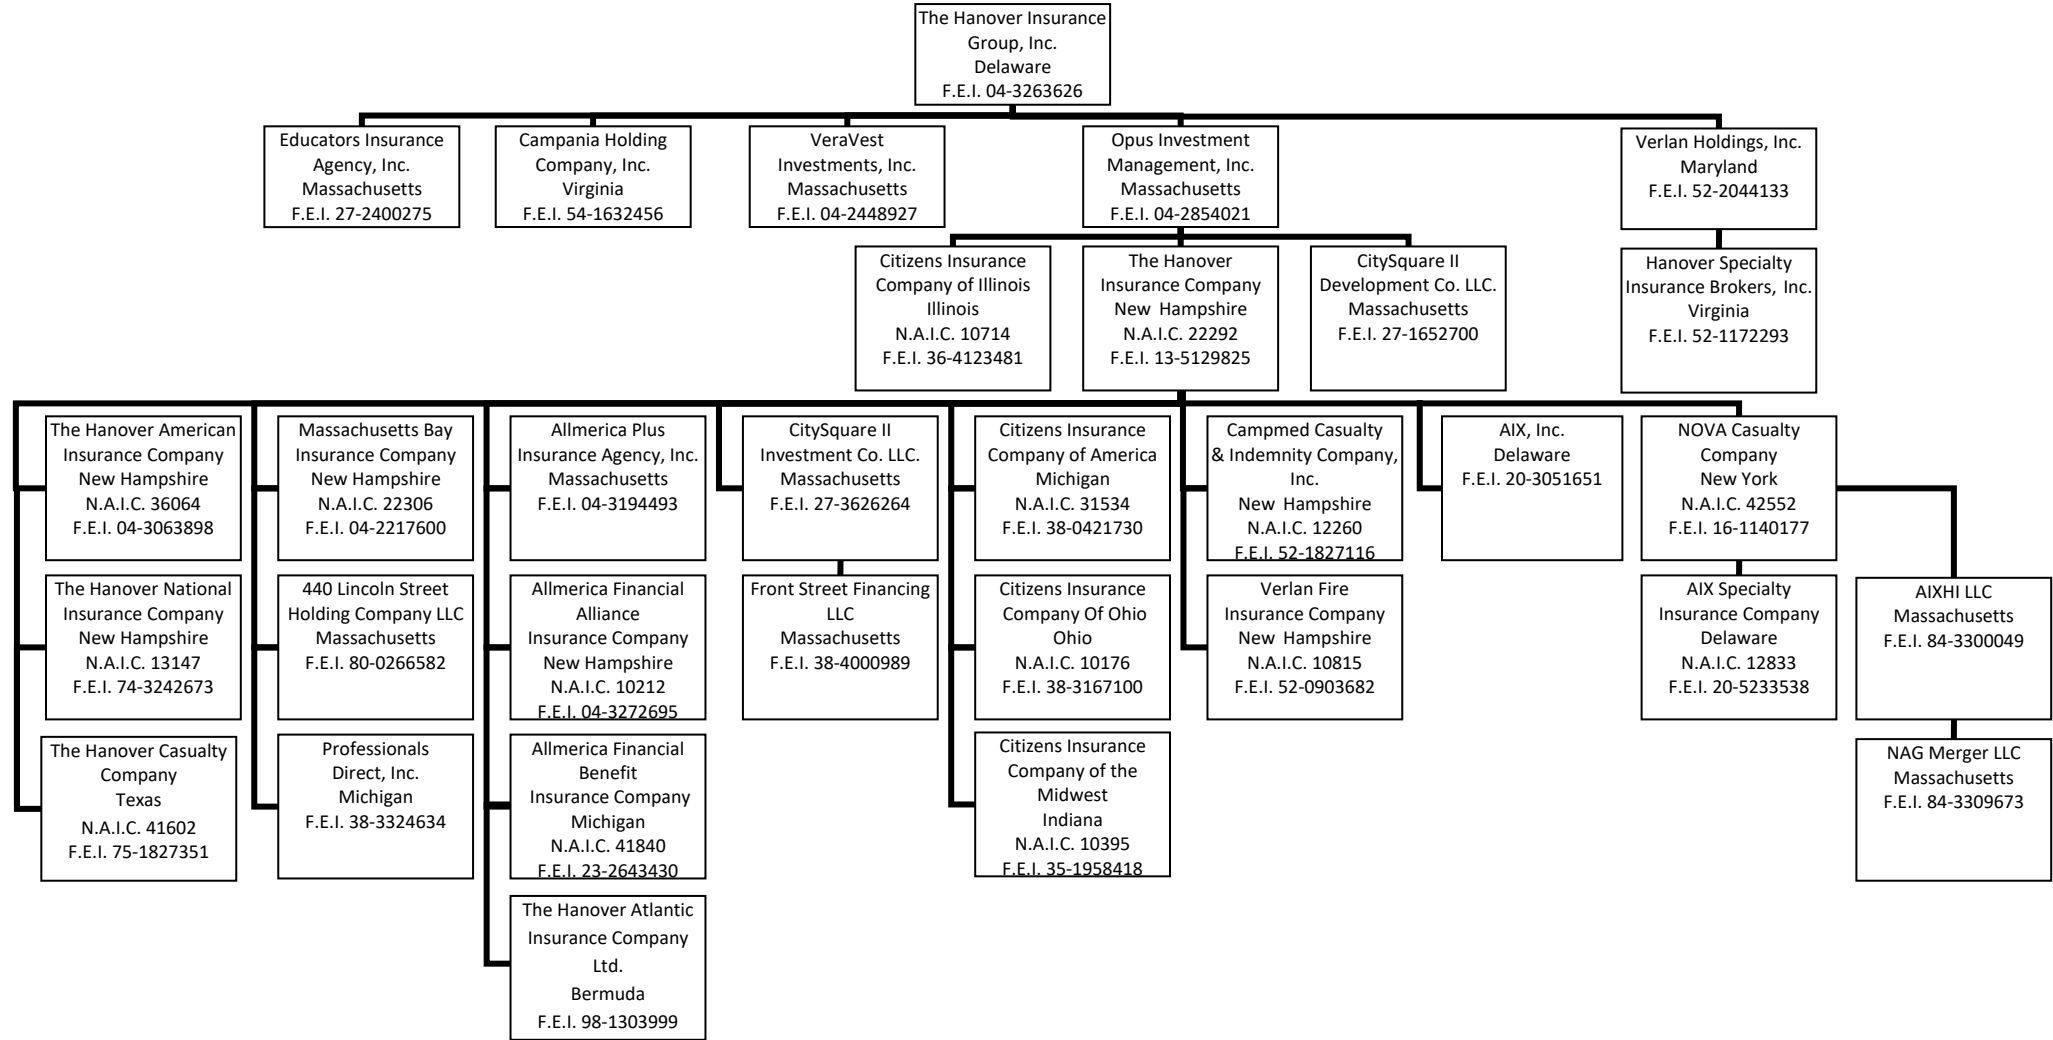 The Hanover Insurance
Group, Inc.
Delaware
F.E.I. 04-3263626
Educators Insurance
Agency, Inc.
Massachusetts
F.E.I. 27-2400275
Campania Holding
Company, Inc.
Virginia
F.E.I. 54-1632456
VeraVest
Investments, Inc.
Massachusetts
F.E.I. 04-2448927
Opus Investment
Management, Inc.
Massachusetts
F.E.I. 04-2854021
Verlan Holdings, Inc.
Maryland
F.E.I. 52-2044133
Citizens Insurance
Company of Illinois
Illinois
N.A.I.C. 10714
F.E.I. 36-4123481
The Hanover
Insurance Company
New Hampshire
N.A.I.C. 22292
F.E.I. 13-5129825
CitySquare II
Development Co. LLC.
Massachusetts
F.E.I. 27-1652700
Hanover Specialty
Insurance Brokers, Inc.
Virginia
F.E.I. 52-1172293
The Hanover American
Insurance Company
New Hampshire
N.A.I.C. 36064
F.E.I. 04-3063898
Massachusetts Bay
Insurance Company
New Hampshire
N.A.I.C. 22306
F.E.I. 04-2217600
Allmerica Plus
Insurance Agency, Inc.
Massachusetts
F.E.I. 04-3194493
CitySquare II
Investment Co. LLC.
Massachusetts
F.E.I. 27-3626264
Citizens Insurance
Company of America
Michigan
N.A.I.C. 31534
F.E.I. 38-0421730
Campmed Casualty
& Indemnity Company,
Inc.
New Hampshire
N.A.I.C. 12260
F.E.I. 52-1827116
AIX, Inc.
Delaware
F.E.I. 20-3051651
NOVA Casualty
Company
New York
N.A.I.C. 42552
F.E.I. 16-1140177
The Hanover National
Insurance Company
New Hampshire
N.A.I.C. 13147
F.E.I. 74-3242673
440 Lincoln Street
Holding Company LLC
Massachusetts
F.E.I. 80-0266582
Allmerica Financial
Alliance
Insurance Company
New Hampshire
N.A.I.C. 10212
F.E.I. 04-3272695
Front Street Financing
LLC
Massachusetts
F.E.I. 38-4000989
Citizens Insurance
Company Of Ohio
Ohio
N.A.I.C. 10176
F.E.I. 38-3167100
Verlan Fire
Insurance Company
New Hampshire
N.A.I.C. 10815
F.E.I. 52-0903682
AIX Specialty
Insurance Company
Delaware
N.A.I.C. 12833
F.E.I. 20-5233538
AIXHI LLC
Massachusetts
F.E.I. 84-3300049
The Hanover Casualty
Company
Texas
N.A.I.C. 41602
F.E.I. 75-1827351
Professionals
Direct, Inc.
Michigan
F.E.I. 38-3324634
Allmerica Financial
Benefit
Insurance Company
Michigan
N.A.I.C. 41840
F.E.I. 23-2643430
Citizens Insurance
Company of the
Midwest
Indiana
N.A.I.C. 10395
F.E.I. 35-1958418
NAG Merger LLC
Massachusetts
F.E.I. 84-3309673
The Hanover Atlantic
Insurance Company
Ltd.
Bermuda
F.E.I. 98-1303999